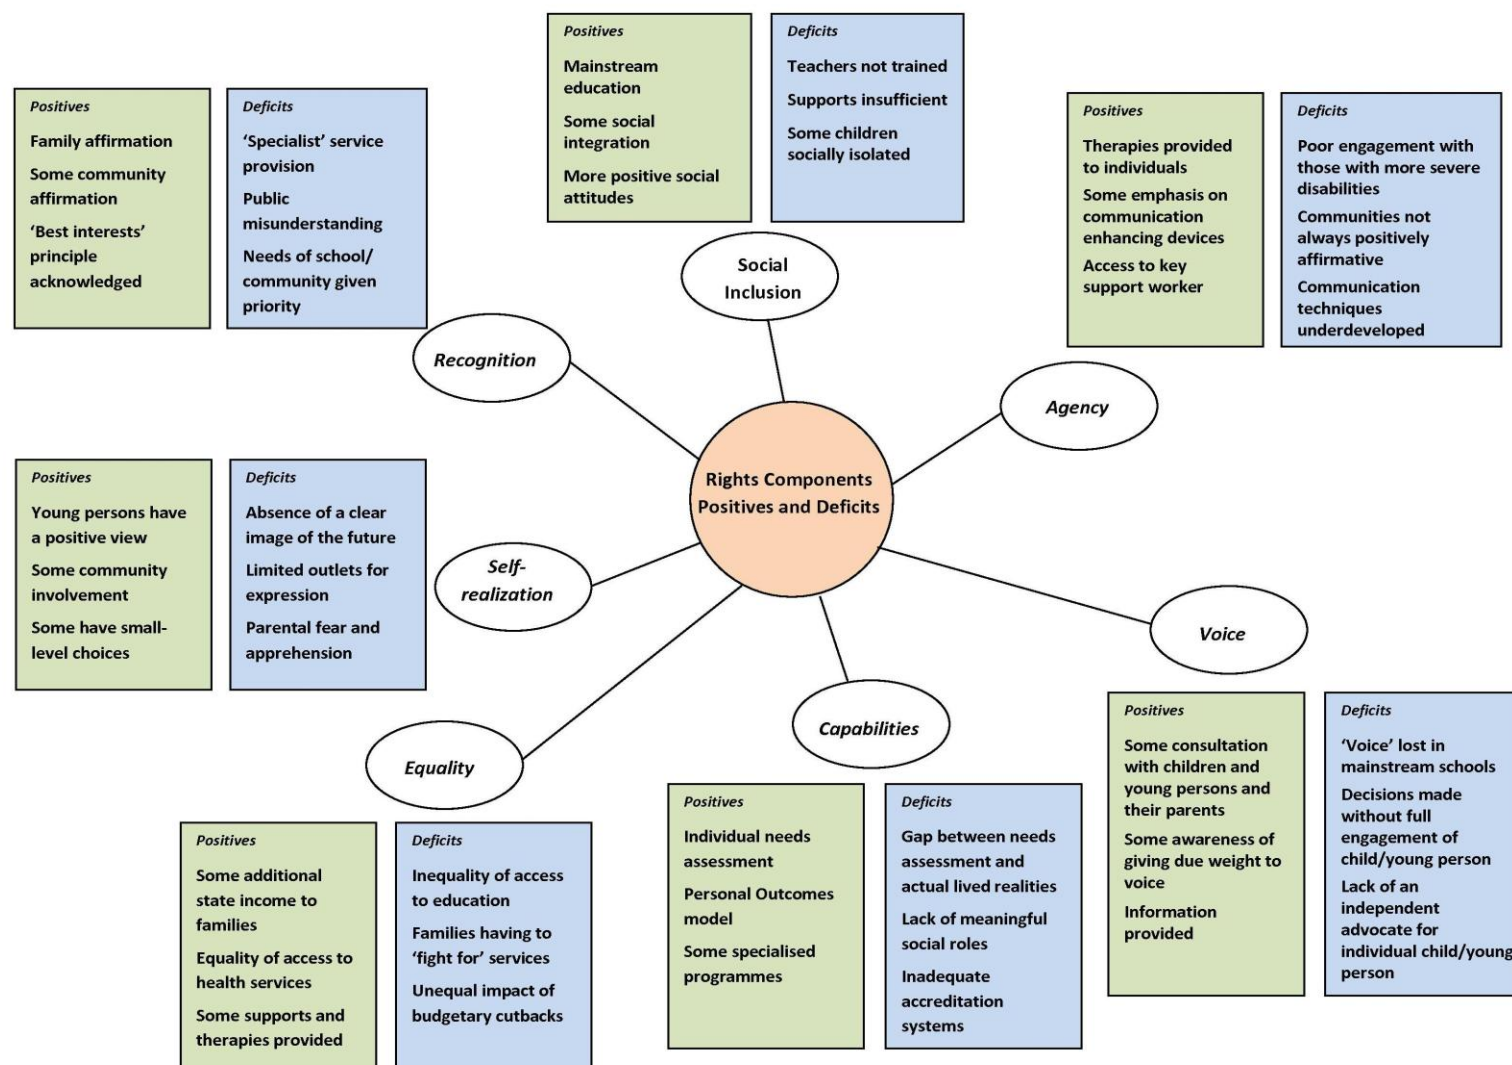 Positives
Mainstream
education
Some social
integration
More positive social
attitudes
Deficits
Teachers not trained
Supports insufficient
Some children
socially isolated
Positives
Family affirmation
Some community
affirmation
‘Best interests’
principle
acknowledged
Deficits
‘Specialist’ service
provision
Public
misunderstanding
Needs of school/
community given
priority
Positives
Therapies provided
to individuals
Some emphasis on
communication
enhancing devices
Access to key
support worker
Deficits
Poor engagement with
those with more severe
disabilities
Communities not
always positively
affirmative
Communication
techniques
underdeveloped
Social
Inclusion
Recognition
Agency
Rights Components
Positives and Deficits
Positives
Young persons have
a positive view
Some community
involvement
Some have small-
level choices
Deficits
Absence of a clear
image of the future
Limited outlets for
expression
Parental fear and
apprehension
Self-
realization
Voice
Capabilities
Equality
Positives
Some consultation
with children and
young persons and
their parents
Some awareness of
giving due weight to
voice
Information
provided
Deficits
‘Voice’ lost in
mainstream schools
Decisions made
without full
engagement of
child/young person
Lack of an
independent
advocate for
individual child/young
person
Positives
Individual needs
assessment
Personal Outcomes
model
Some specialised
programmes
Deficits
Gap between needs
assessment and
actual lived realities
Lack of meaningful
social roles
Inadequate
accreditation
systems
Positives
Some additional
state income to
families
Equality of access to
health services
Some supports and
therapies provided
Deficits
Inequality of access
to education
Families having to
‘fight for’ services
Unequal impact of
budgetary cutbacks